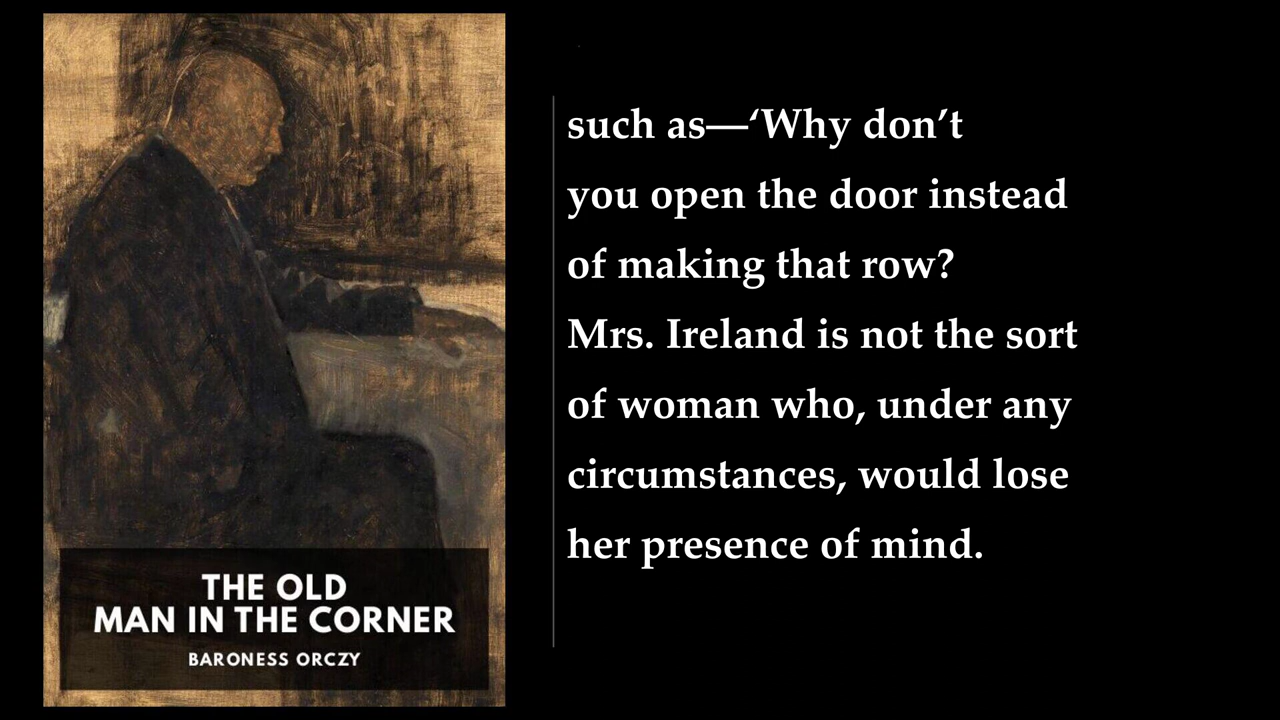 THE OLD
MAN IN THE CORNER
BARONESS ORCZY
such as—‘Why don’t
you open the door instead
of making that row?
Mrs. Ireland is not the sort
of woman who, under any
circumstances, would lose
her presence of mind.